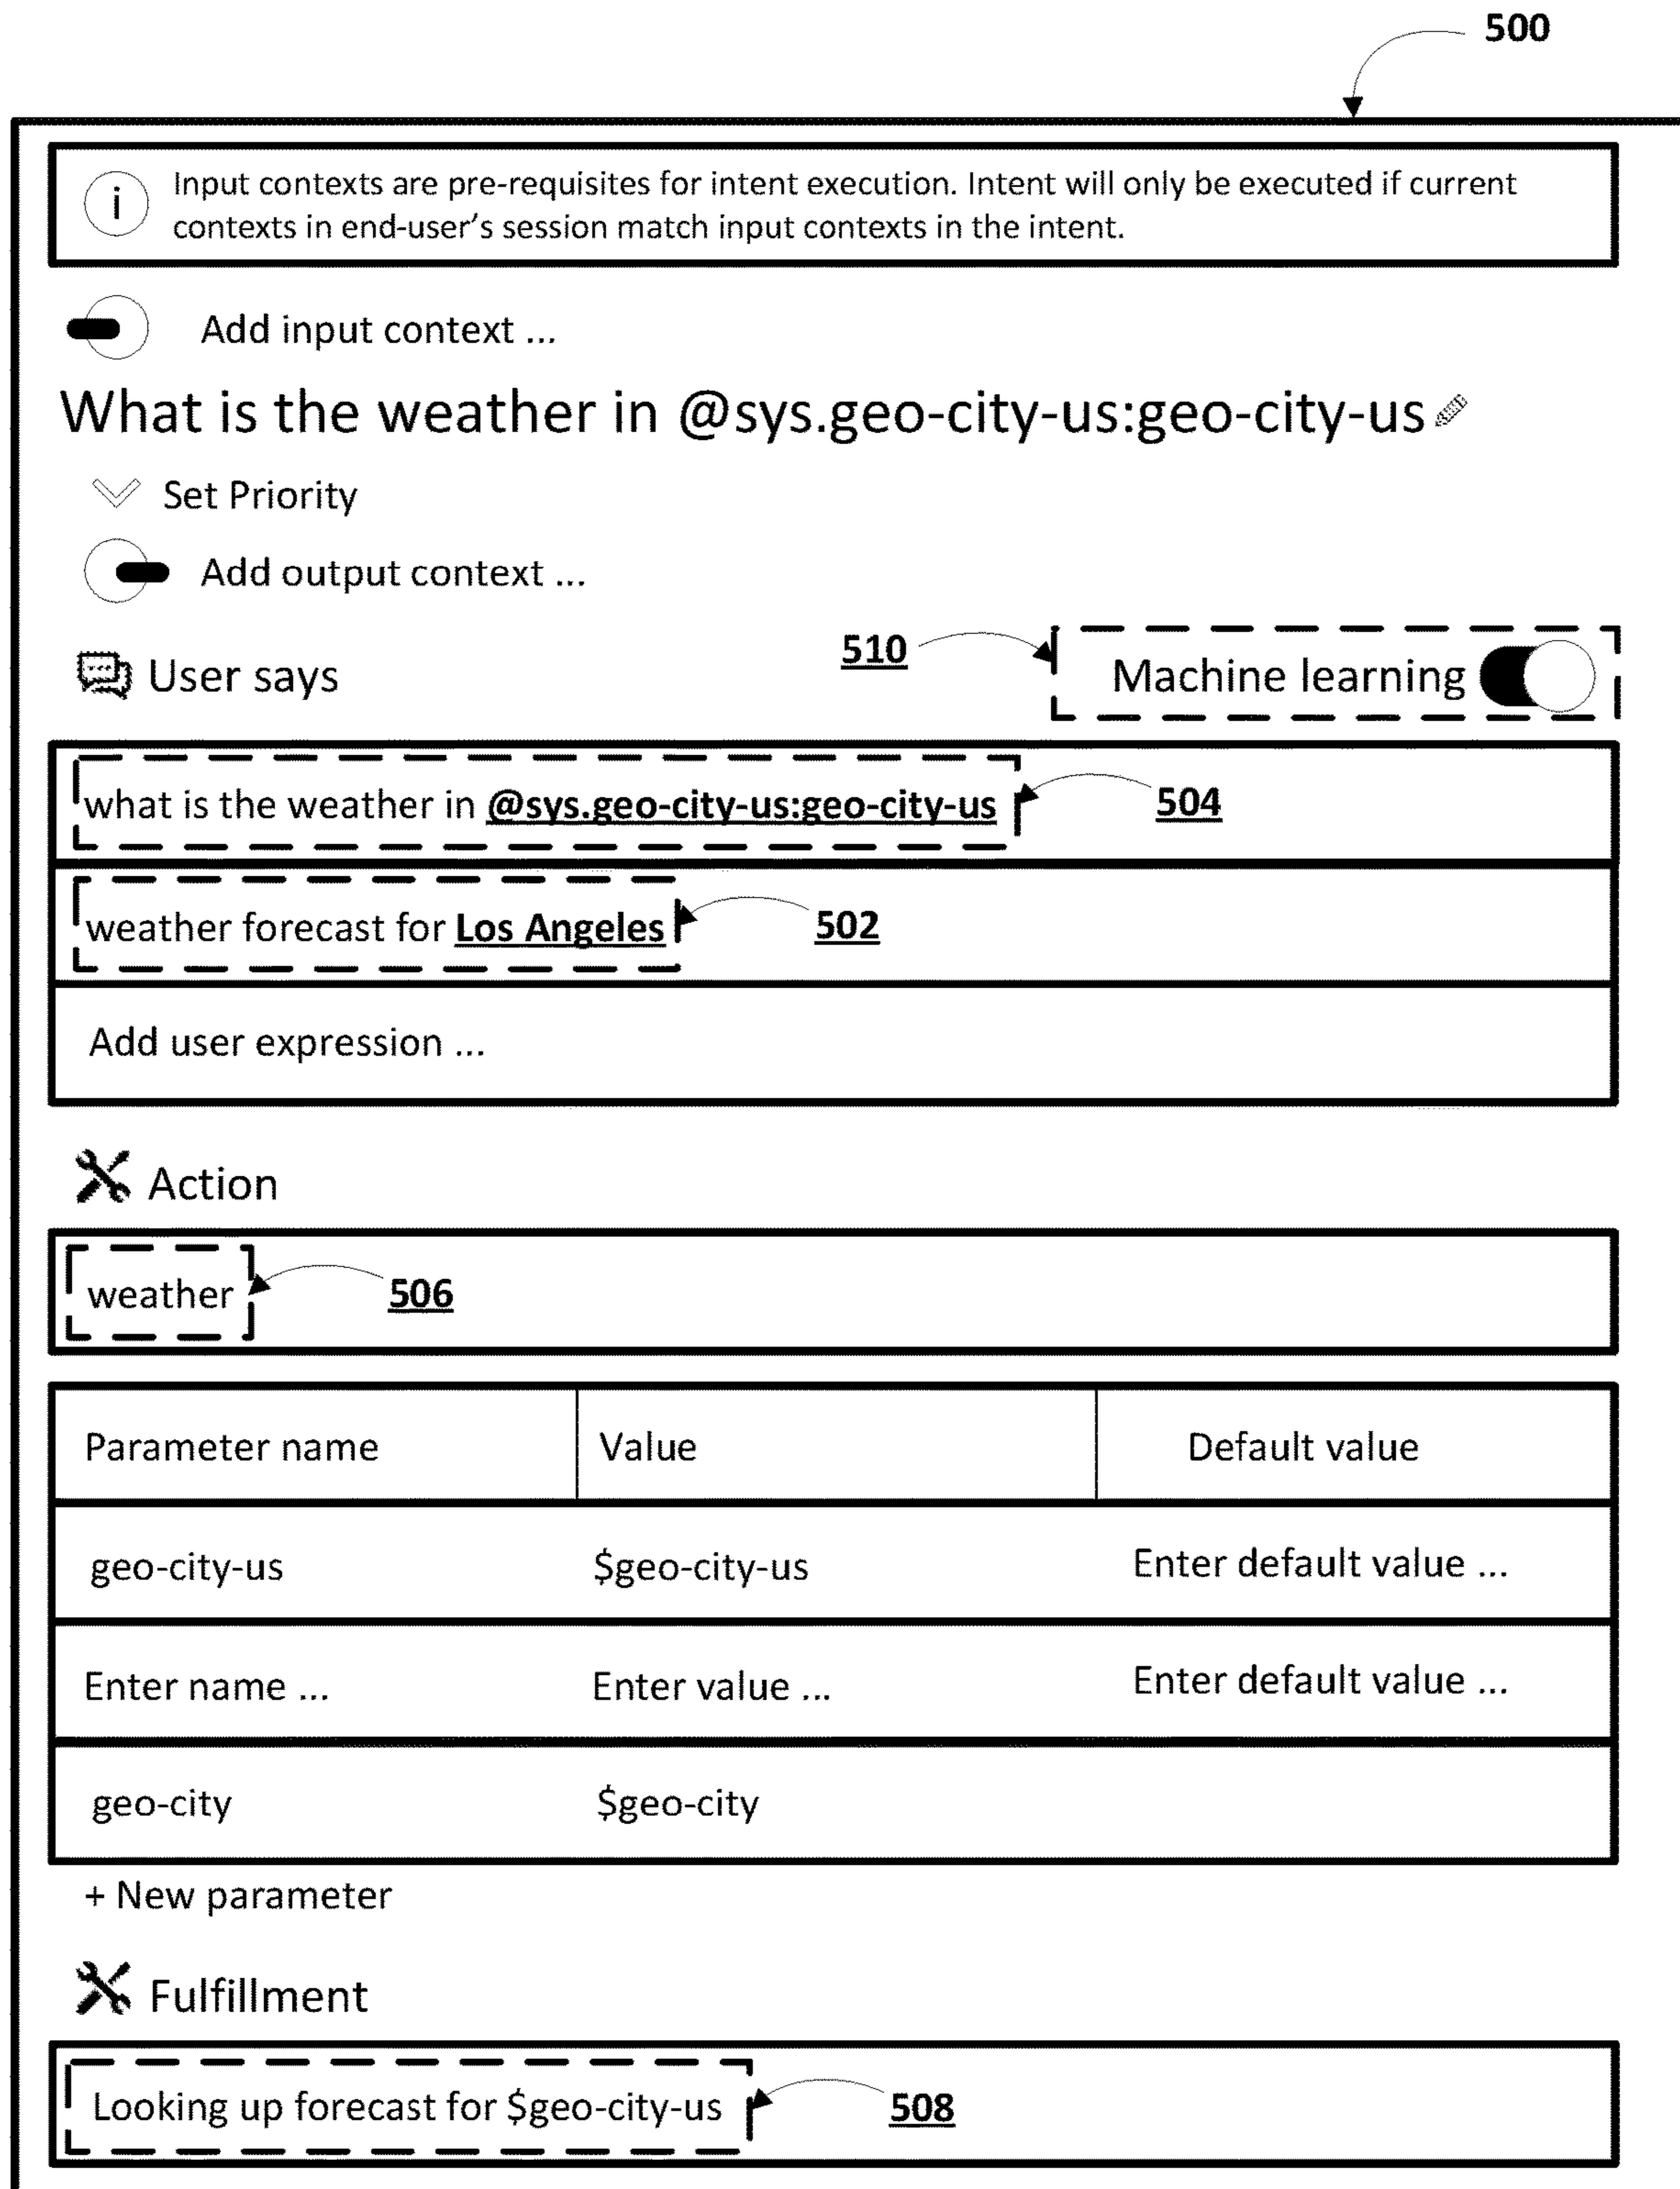 500
i
Input contexts are pre-requisites for intent execution. Intent will only be executed if current
contexts in end-user's session match input contexts in the intent.
Add input context ...
What is the weather in @sys.geo-city-us:geo-city-us
Set Priority
Add output context ...
User says
510
Machine learning
what is the weather in @sys.geo-city-us:geo-city-us
504
weather forecast for Los Angeles
502
Add user expression ...
Action
weather
506
Parameter name Value Default value
geo-city-us $geo-city-us Enter default value ...
Enter name ... Enter value ... Enter default value ...
geo-city $geo-city
+ New parameter
Fulfillment
Looking up forecast for $geo-city-us
508